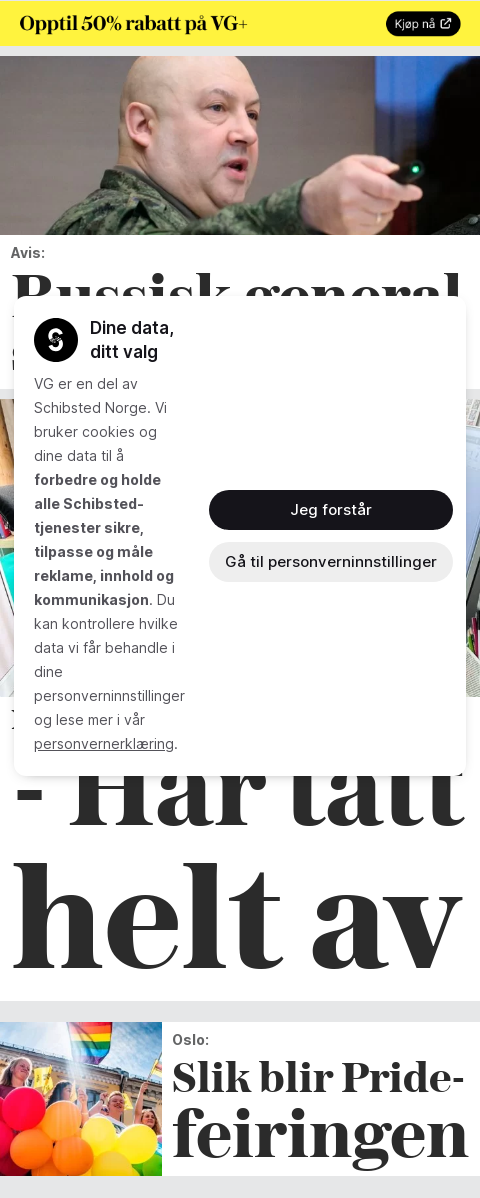 Opptil 50% rabatt på VG+
Kjøp nå
Avis:
Russisk general
Dine data,
ditt valg
VG er en del av
Schibsted Norge. Vi
bruker cookies og
dine data til å
forbedre og holde
alle Schibsted-
tjenester sikre,
tilpasse og måle
reklame, innhold og
kommunikasjon. Du
kan kontrollere hvilke
data vi får behandle i
dine
personverninnstillinger
og lese mer i vår
personvernerklæring.
Jeg forstår
Gå til personverninnstillinger
- Har tatt
helt av
Oslo:
Slik blir Pride-
feiringen